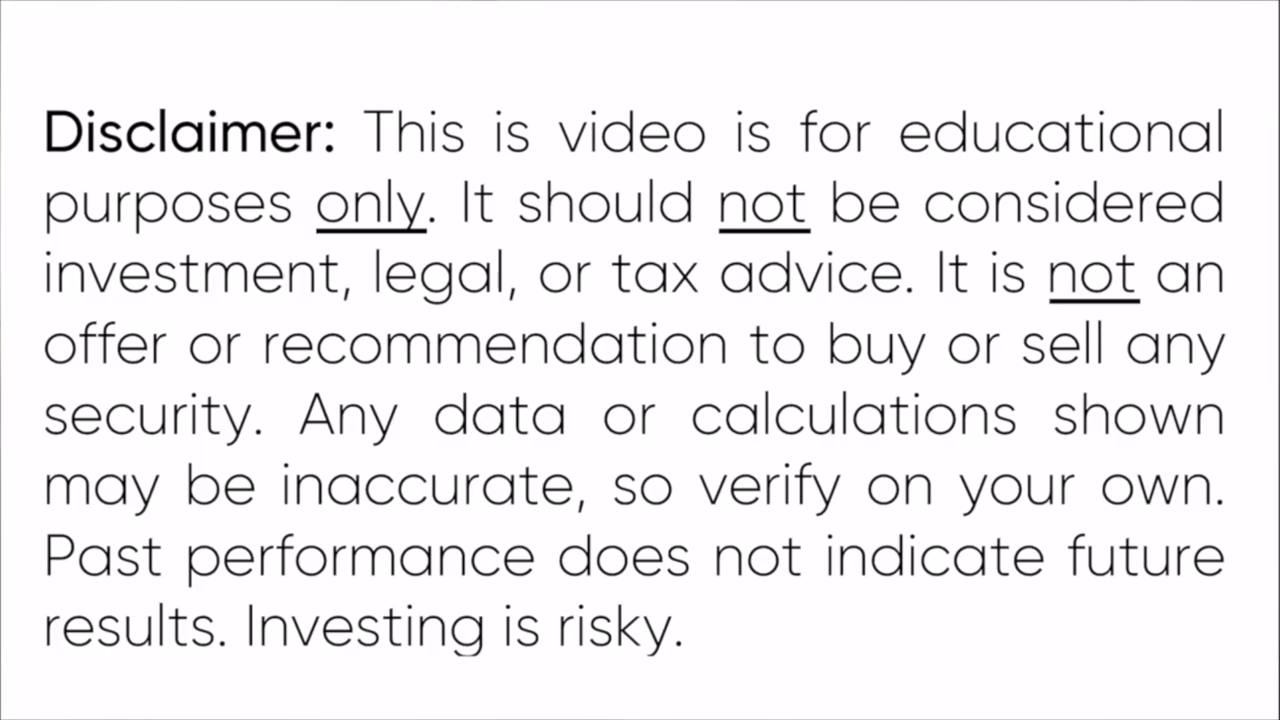 Disclaimer: This is video is for educational
purposes only. It should not be considered
investment, legal, or tax advice. It is not an
offer or recommendation to buy or sell any
security. Any data or calculations shown
may be inaccurate, so verify on your own.
Past performance does not indicate future
results. Investing is risky.